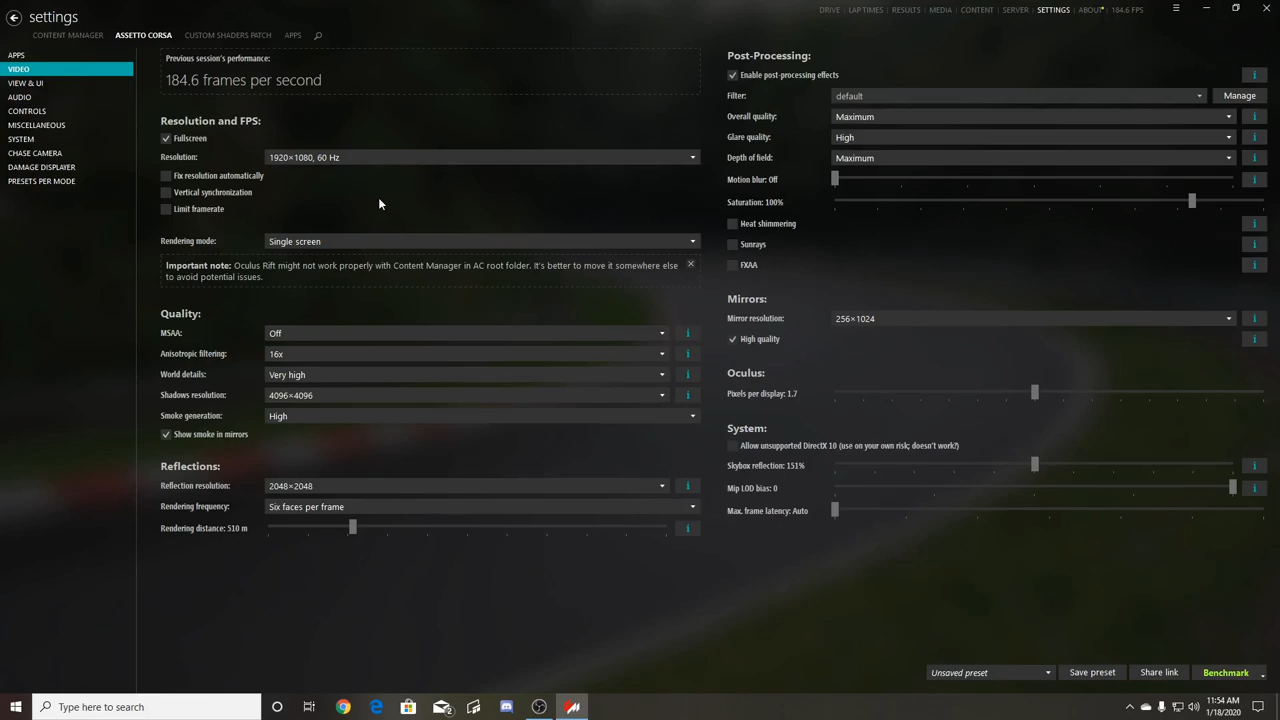 settings
DRIVE LAP TIMES RESULTS MEDIA CONTENT SERVER SETTINGS ABOUT 184.6 FPS
CONTENT MANAGER ASSETTO CORSA CUSTOM SHADERS PATCH APPS
APPS
VIDEO
VIEW & UI
AUDIO
CONTROLS
MISCELLANEOUS
SYSTEM
CHASE CAMERA
DAMAGE DISPLAYER
PRESETS PER MODE
Previous session's performance:
184.6 frames per second
Resolution and FPS:
Fullscreen
Resolution: 1920×1080, 60 Hz
Fix resolution automatically
Vertical synchronization
Limit framerate
Rendering mode: Single screen
Important note: Oculus Rift might not work properly with Content Manager in AC root folder. It's better to move it somewhere else
to avoid potential issues.
Quality:
MSAA: Off
Anisotropic filtering: 16x
World details: Very high
Shadows resolution: 4096×4096
Smoke generation: High
Show smoke in mirrors
Reflections:
Reflection resolution: 2048×2048
Rendering frequency: Six faces per frame
Rendering distance: 510 m
Post-Processing:
Enable post-processing effects
Filter: default Manage
Overall quality: Maximum
Glare quality: High
Depth of field: Maximum
Motion blur: Off
Saturation: 100%
Heat shimmering
Sunrays
FXAA
Mirrors:
Mirror resolution: 256×1024
High quality
Oculus:
Pixels per display: 1.7
System:
Allow unsupported DirectX 10 (use on your own risk; doesn't work?)
Skybox reflection: 151%
Mip LOD bias: 0
Max. frame latency: Auto
Unsaved preset Save preset Share link Benchmark
Type here to search
2
11:54 AM
1/18/2020